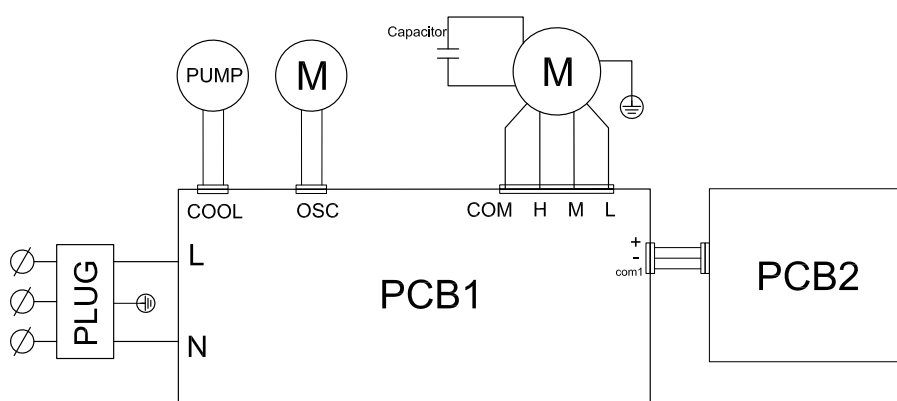 Capacitor
PUMP
M
M
COOL
OSC
COM H M L
PLUG
L
N
PCB1
+
-
com1
PCB2